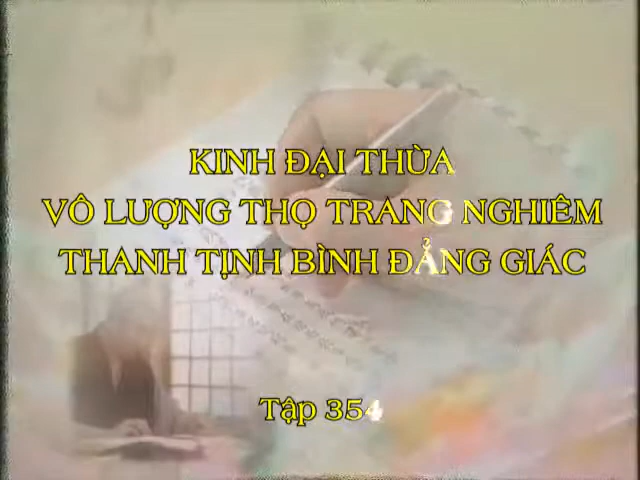 KINH ĐẠI THỪA
VÔ LƯỢNG THỌ TRANG NGHIÊM
THANH TỊNH BÌNH ĐẲNG GIÁC
Tập 354